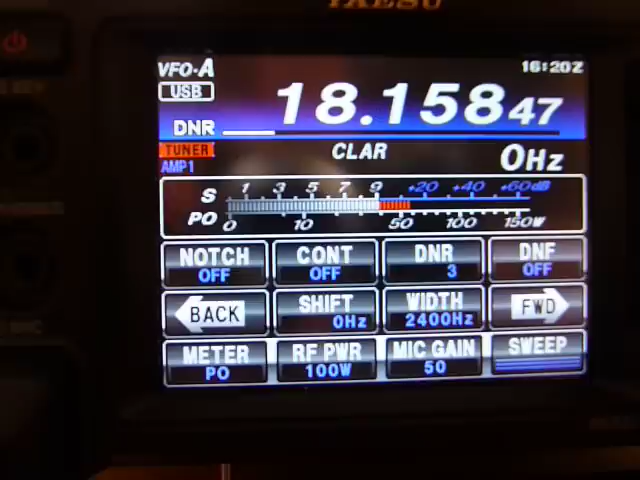 YAESU
VFO-A 16:20Z
USB
18.158 47
DNR
TUNER CLAR 0Hz
AMP1
S 1 3 5 7 9 +20 +40 +60dB
PO 0 10 50 100 150W
NOTCH CONT DNR DNF
OFF OFF 3 OFF
BACK SHIFT WIDTH FWD
0Hz 2400Hz
METER RF PWR MIC GAIN SWEEP
PO 100W 50